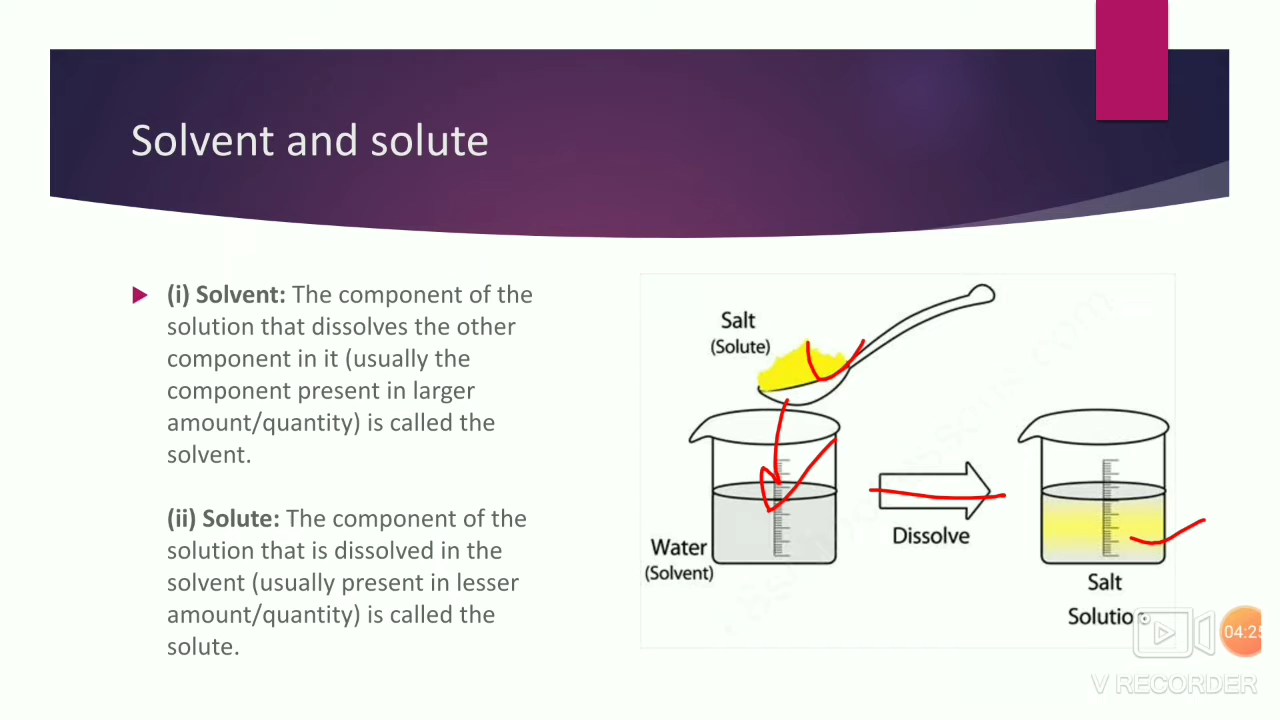 Solvent and solute
(i) Solvent: The component of the
solution that dissolves the other
component in it (usually the
component present in larger
amount/quantity) is called the
solvent.
(ii) Solute: The component of the
solution that is dissolved in the
solvent (usually present in lesser
amount/quantity) is called the
solute.
Salt
(Solute)
Water
(Solvent)
Dissolve
Salt
Solution
04:25
V RECORDER